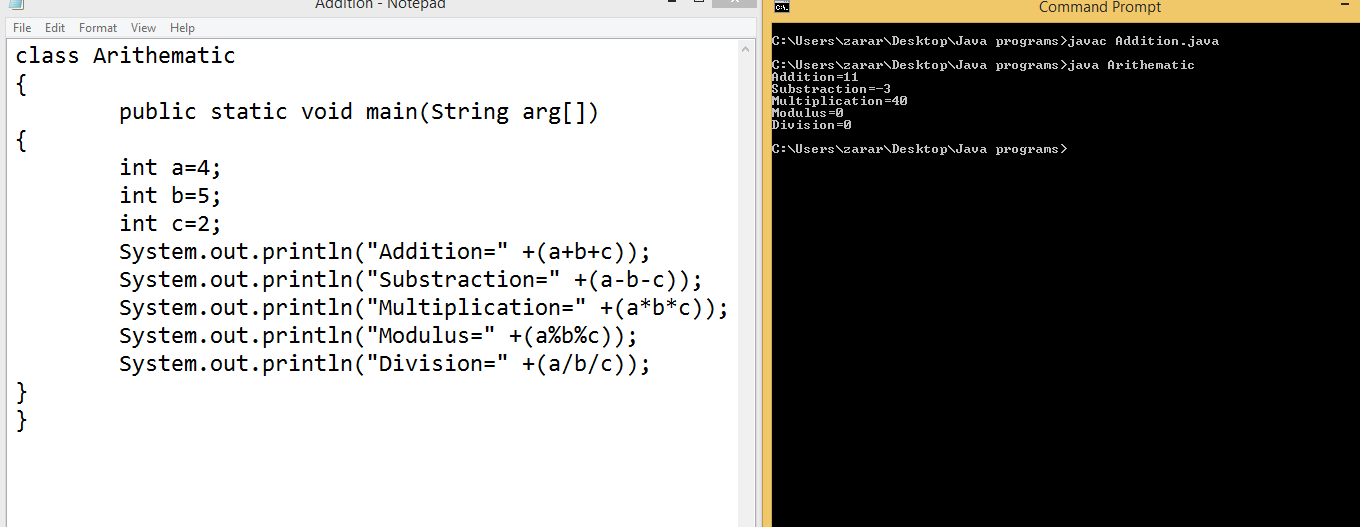 Addition - Notepad
File Edit Format View Help
class Arithematic
{
public static void main(String arg[])
{
int a=4;
int b=5;
int c=2;
System.out.println("Addition=" +(a+b+c));
System.out.println("Substraction=" +(a-b-c));
System.out.println("Multiplication=" +(a*b*c));
System.out.println("Modulus=" +(a%b%c));
System.out.println("Division=" +(a/b/c));
}
}
Command Prompt
C:\Users\zarar\Desktop\Java programs>javac Addition.java
C:\Users\zarar\Desktop\Java programs>java Arithematic
Addition=11
Substraction=-3
Multiplication=40
Modulus=0
Division=0
C:\Users\zarar\Desktop\Java programs>